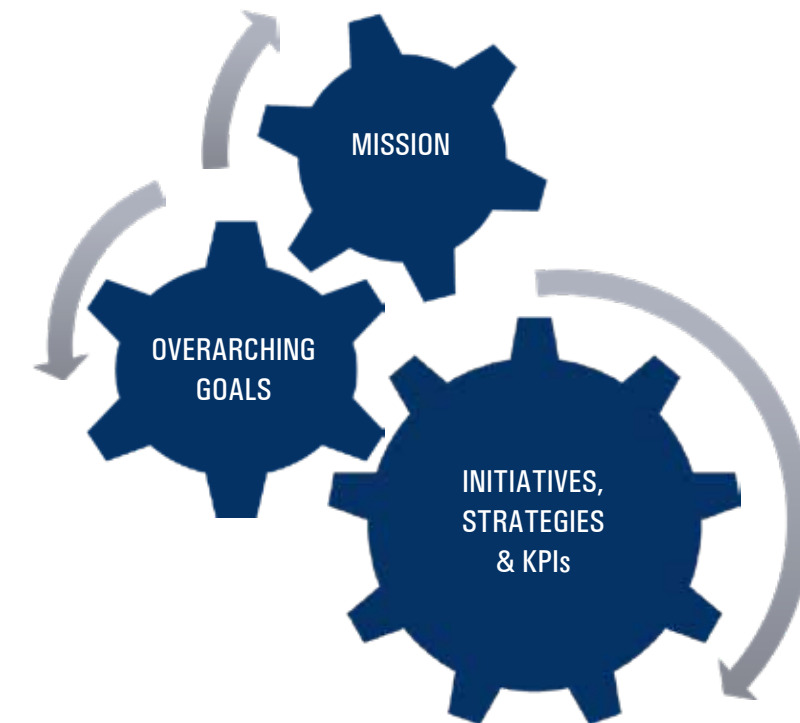 MISSION
OVERARCHING
GOALS
INITIATIVES,
STRATEGIES
& KPIs